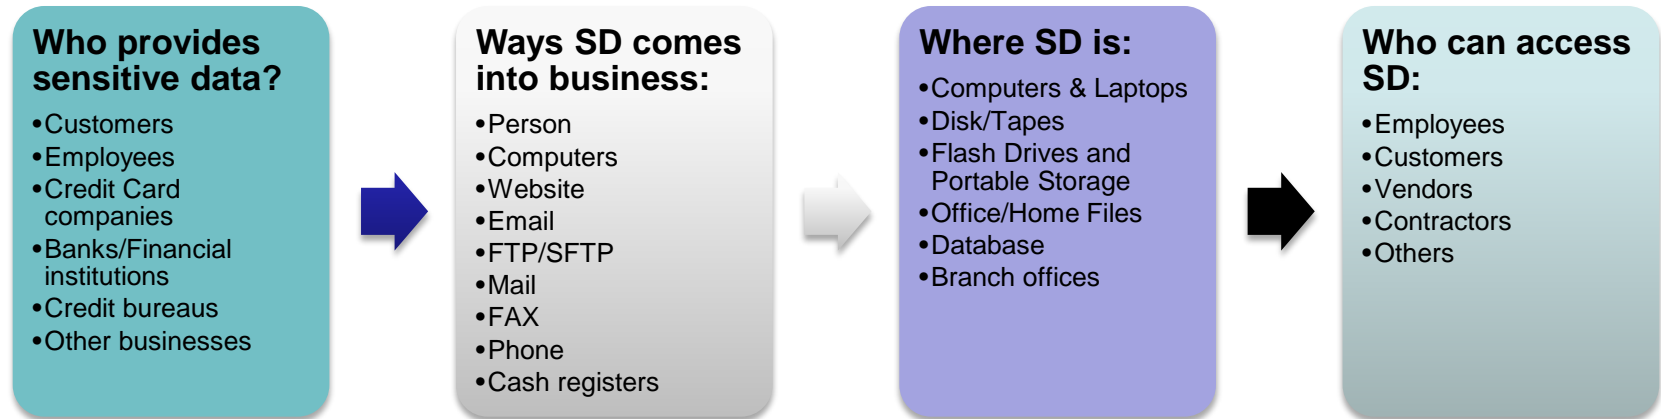 Who provides
sensitive data?
•Customers
•Employees
•Credit Card
companies
•Banks/Financial
institutions
•Credit bureaus
•Other businesses
Ways SD comes
into business:
•Person
•Computers
•Website
•Email
•FTP/SFTP
•Mail
•FAX
•Phone
•Cash registers
Where SD is:
•Computers & Laptops
•Disk/Tapes
•Flash Drives and
Portable Storage
•Office/Home Files
•Database
•Branch offices
Who can access
SD:
•Employees
•Customers
•Vendors
•Contractors
•Others